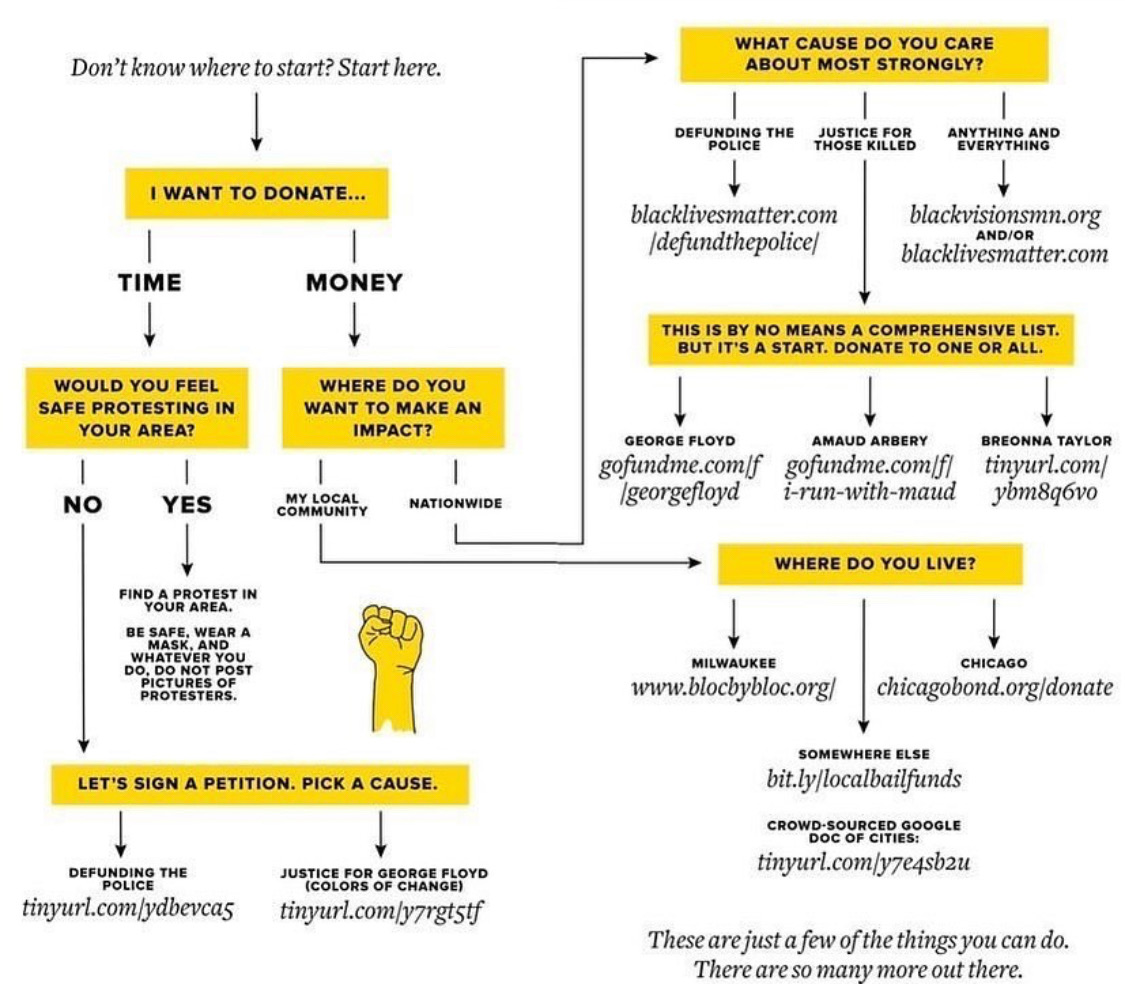 Don't know where to start? Start here.
I WANT TO DONATE...
TIME
MONEY
WOULD YOU FEEL
SAFE PROTESTING IN
YOUR AREA?
WHERE DO YOU
WANT TO MAKE AN
IMPACT?
NO
YES
MY LOCAL
COMMUNITY
NATIONWIDE
FIND A PROTEST IN
YOUR AREA.
BE SAFE, WEAR A
MASK, AND
WHATEVER YOU
DO, DO NOT POST
PICTURES OF
PROTESTERS.
LET'S SIGN A PETITION. PICK A CAUSE.
DEFUNDING THE
POLICE
tinyurl.com/ydbevca5
JUSTICE FOR GEORGE FLOYD
(COLORS OF CHANGE)
tinyurl.com/y7rgt5tf
WHAT CAUSE DO YOU CARE
ABOUT MOST STRONGLY?
DEFUNDING THE
POLICE
blacklivesmatter.com
/defundthepolice/
JUSTICE FOR
THOSE KILLED
ANYTHING AND
EVERYTHING
blackvisionsmn.org
AND/OR
blacklivesmatter.com
THIS IS BY NO MEANS A COMPREHENSIVE LIST.
BUT IT'S A START. DONATE TO ONE OR ALL.
GEORGE FLOYD
gofundme.com/f
/georgefloyd
AMAUD ARBERY
gofundme.com/f/
i-run-with-maud
BREONNA TAYLOR
tinyurl.com/
ybm8q6vo
WHERE DO YOU LIVE?
MILWAUKEE
www.blocbybloc.org/
CHICAGO
chicagobond.org/donate
SOMEWHERE ELSE
bit.ly/localbailfunds
CROWD-SOURCED GOOGLE
DOC OF CITIES:
tinyurl.com/y7e4sb2u
These are just a few of the things you can do.
There are so many more out there.